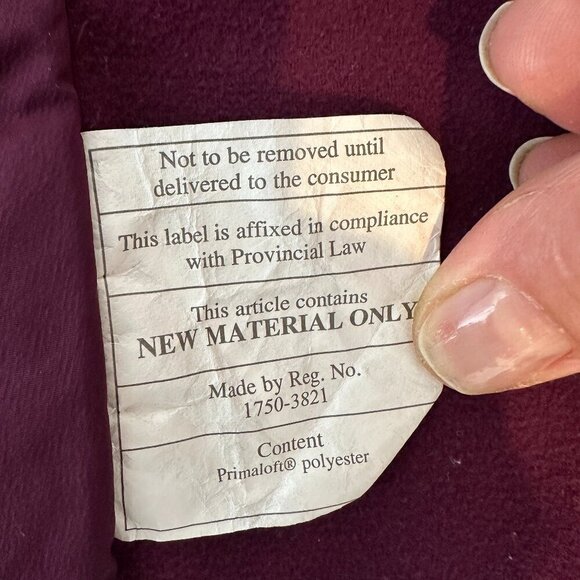 Not to be removed until
delivered to the consumer
This label is affixed in compliance
with Provincial Law
This article contains
NEW MATERIAL ONLY
Made by Reg. No.
1750-3821
Content
Primaloft® polyester